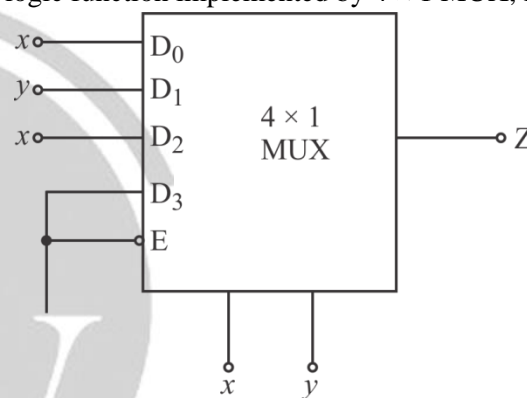 x D₀
y D₁
4 × 1
MUX
x D₂
Z
D₃
E
x y